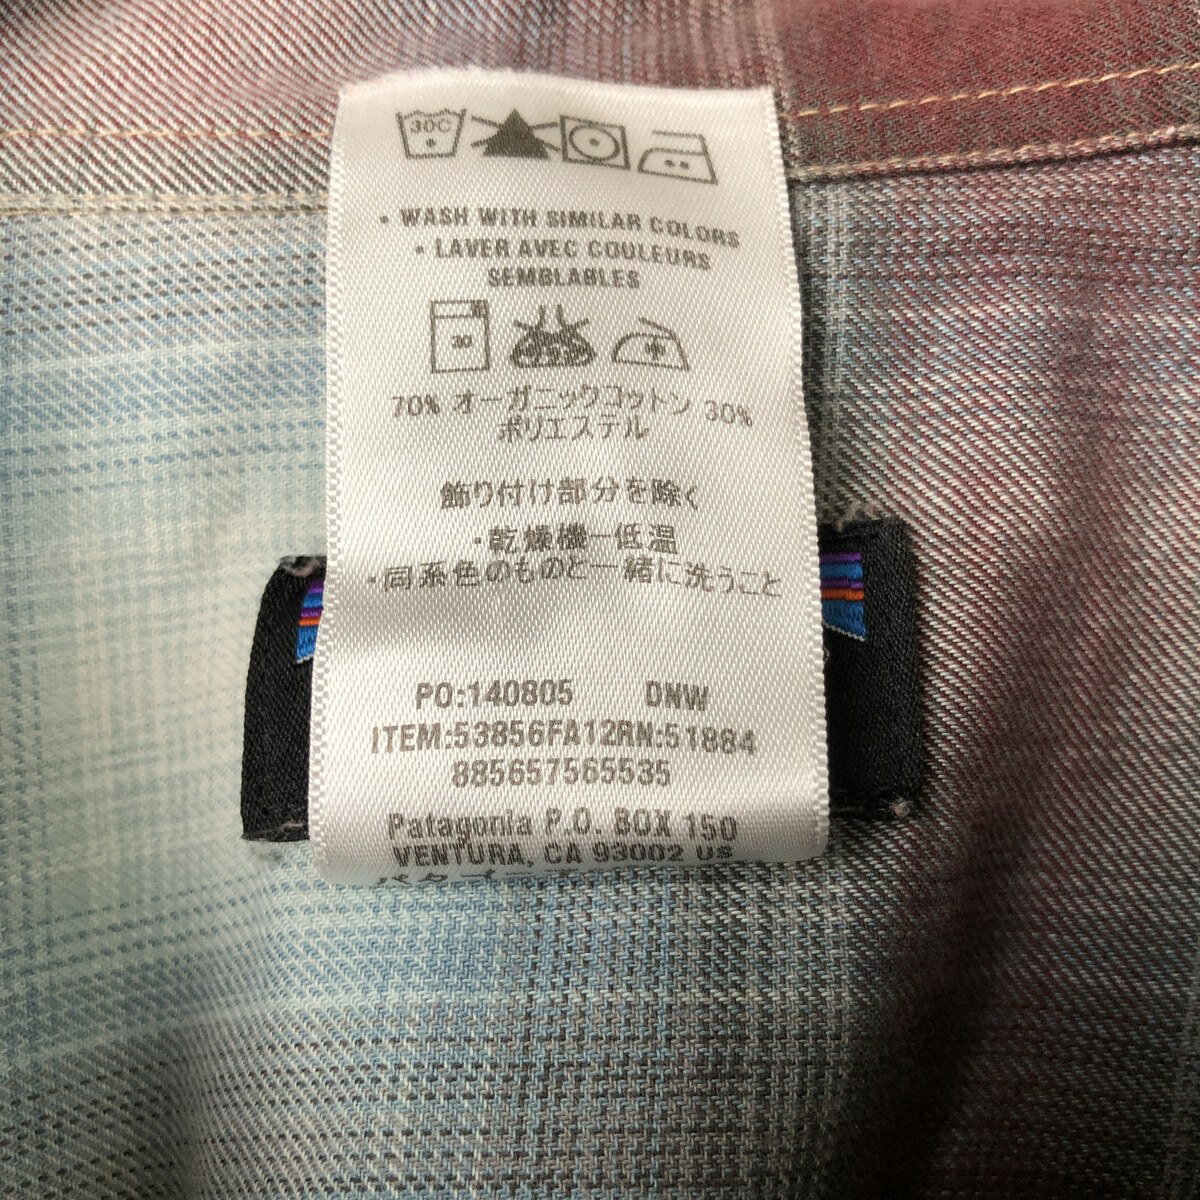 30C
• WASH WITH SIMILAR COLORS
• LAVER AVEC COULEURS
SEMBLABLES
30
70% オーガニックコットン 30%
ポリエステル
飾り付け部分を除く
・乾燥機一低温
・同系色のものと一緒に洗うこと
PO:140805 DNW
ITEM:53856FA12RN:51884
885657565535
Patagonia P.O. BOX 150
VENTURA, CA 93002 US